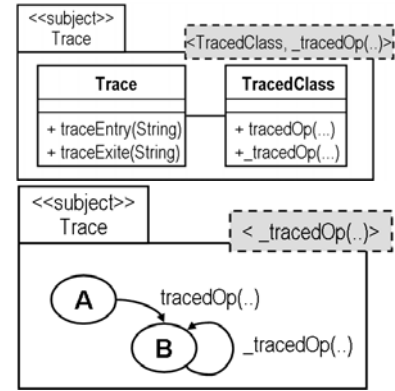 <<subject>>
Trace
<TracedClass, _tracedOp(..)>
Trace
+ traceEntry(String)
+ traceExite(String)
TracedClass
+ tracedOp(...)
+_tracedOp(...)
<<subject>>
Trace
< _tracedOp(..)>
A
tracedOp(..)
B
_tracedOp(..)